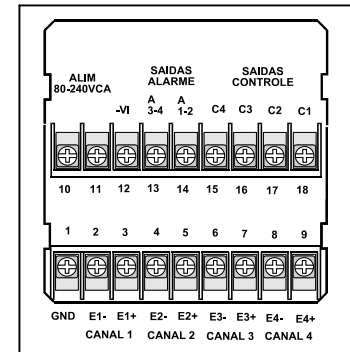 ALIM
80-240VCA
SAIDAS
ALARME
SAIDAS
CONTROLE
-VI A
3-4 A
1-2 C4 C3 C2 C1
10 11 12 13 14 15 16 17 18
1 2 3 4 5 6 7 8 9
GND E1- E1+ E2- E2+ E3- E3+ E4- E4+
CANAL 1 CANAL 2 CANAL 3 CANAL 4